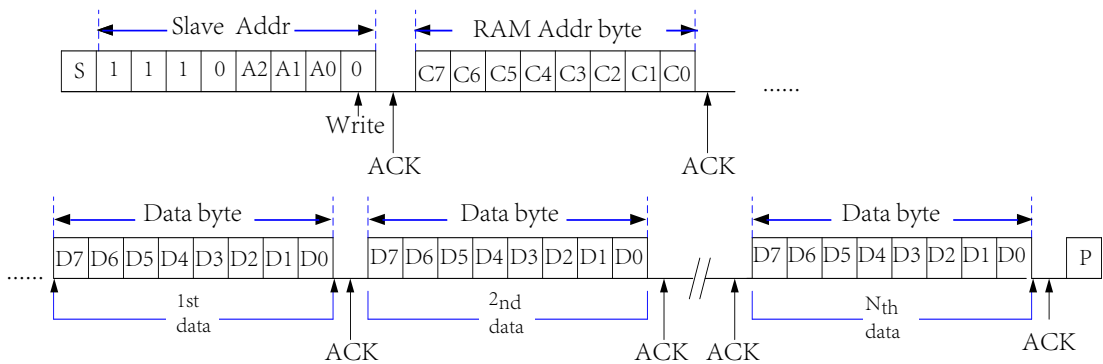 Slave Addr RAM Addr byte
S 1 1 1 0 A2 A1 A0 0 C7 C6 C5 C4 C3 C2 C1 C0 ......
Write
ACK ACK
Data byte Data byte Data byte
...... D7 D6 D5 D4 D3 D2 D1 D0 D7 D6 D5 D4 D3 D2 D1 D0 // D7 D6 D5 D4 D3 D2 D1 D0 P
1st 2nd Nth
data data data
ACK ACK ACK ACK